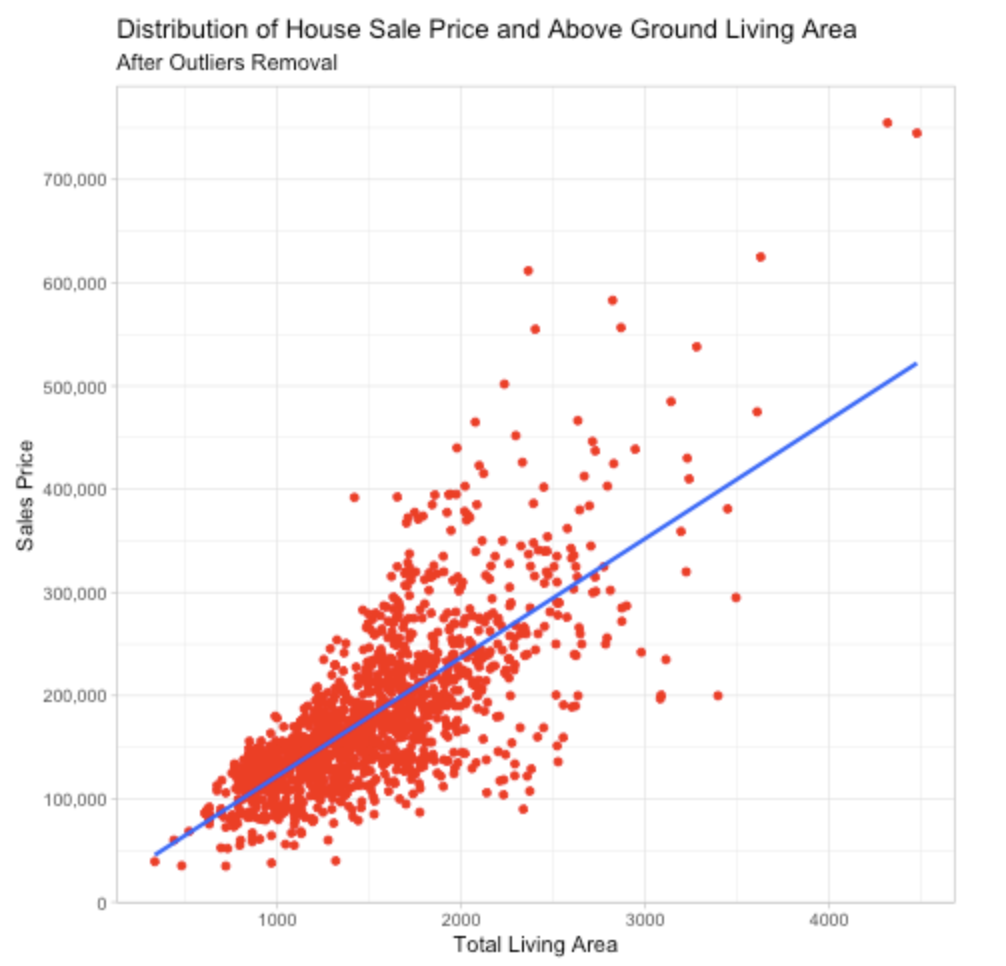 Distribution of House Sale Price and Above Ground Living Area
After Outliers Removal
Sales Price
700,000
600,000
500,000
400,000
300,000
200,000
100,000
0
1000 2000 3000 4000
Total Living Area